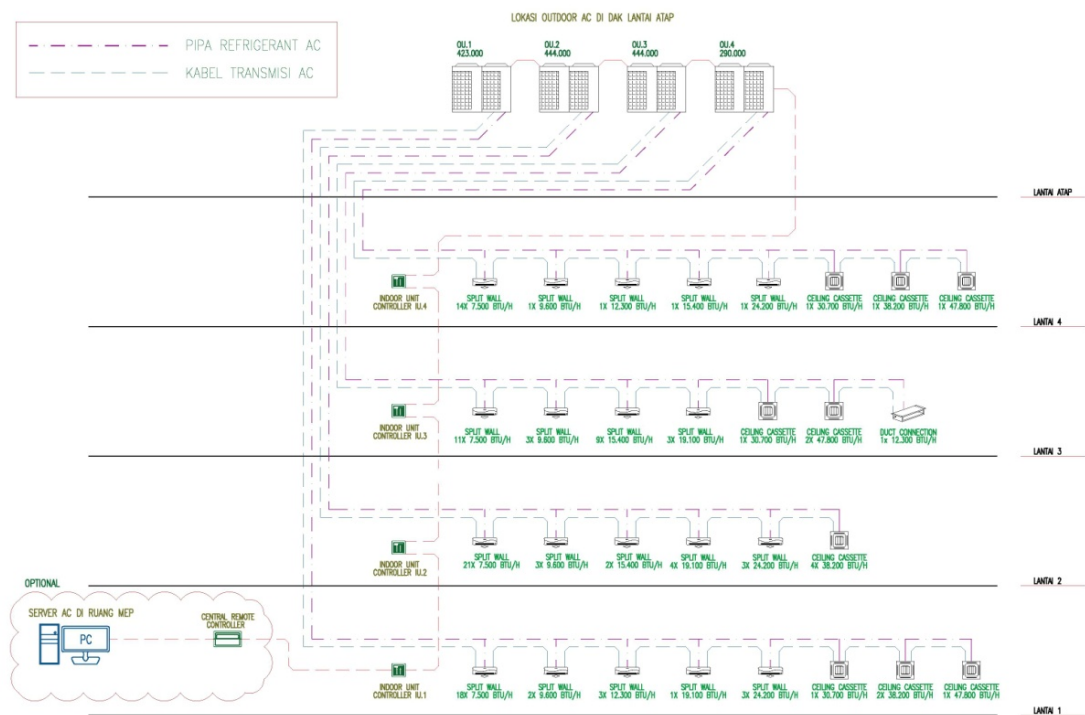 LOKASI OUTDOOR AC DI DAK LANTAI ATAP
PIPA REFRIGERANT AC
KABEL TRANSMISI AC
OU.1
423.000
OU.2
444.000
OU.3
444.000
OU.4
290.000
LANTAI ATAP
INDOOR UNIT
CONTROLLER IU.4
SPLIT WALL
14X 7.500 BTU/H
SPLIT WALL
1X 9.600 BTU/H
SPLIT WALL
1X 12.300 BTU/H
SPLIT WALL
1X 15.400 BTU/H
SPLIT WALL
1X 24.200 BTU/H
CEILING CASSETTE
1X 30.700 BTU/H
CEILING CASSETTE
1X 38.200 BTU/H
CEILING CASSETTE
1X 47.800 BTU/H
LANTAI 4
INDOOR UNIT
CONTROLLER IU.3
SPLIT WALL
11X 7.500 BTU/H
SPLIT WALL
3X 9.600 BTU/H
SPLIT WALL
9X 15.400 BTU/H
SPLIT WALL
3X 19.100 BTU/H
CEILING CASSETTE
1X 30.700 BTU/H
CEILING CASSETTE
2X 47.800 BTU/H
DUCT CONNECTION
1x 12.300 BTU/H
LANTAI 3
INDOOR UNIT
CONTROLLER IU.2
SPLIT WALL
21X 7.500 BTU/H
SPLIT WALL
3X 9.600 BTU/H
SPLIT WALL
2X 15.400 BTU/H
SPLIT WALL
4X 19.100 BTU/H
SPLIT WALL
3X 24.200 BTU/H
CEILING CASSETTE
4X 38.200 BTU/H
LANTAI 2
OPTIONAL
SERVER AC DI RUANG MEP
PC
CENTRAL REMOTE
CONTROLLER
INDOOR UNIT
CONTROLLER IU.1
SPLIT WALL
18X 7.500 BTU/H
SPLIT WALL
2X 9.600 BTU/H
SPLIT WALL
3X 12.300 BTU/H
SPLIT WALL
1X 19.100 BTU/H
SPLIT WALL
3X 24.200 BTU/H
CEILING CASSETTE
1X 30.700 BTU/H
CEILING CASSETTE
2X 38.200 BTU/H
CEILING CASSETTE
1X 47.800 BTU/H
LANTAI 1